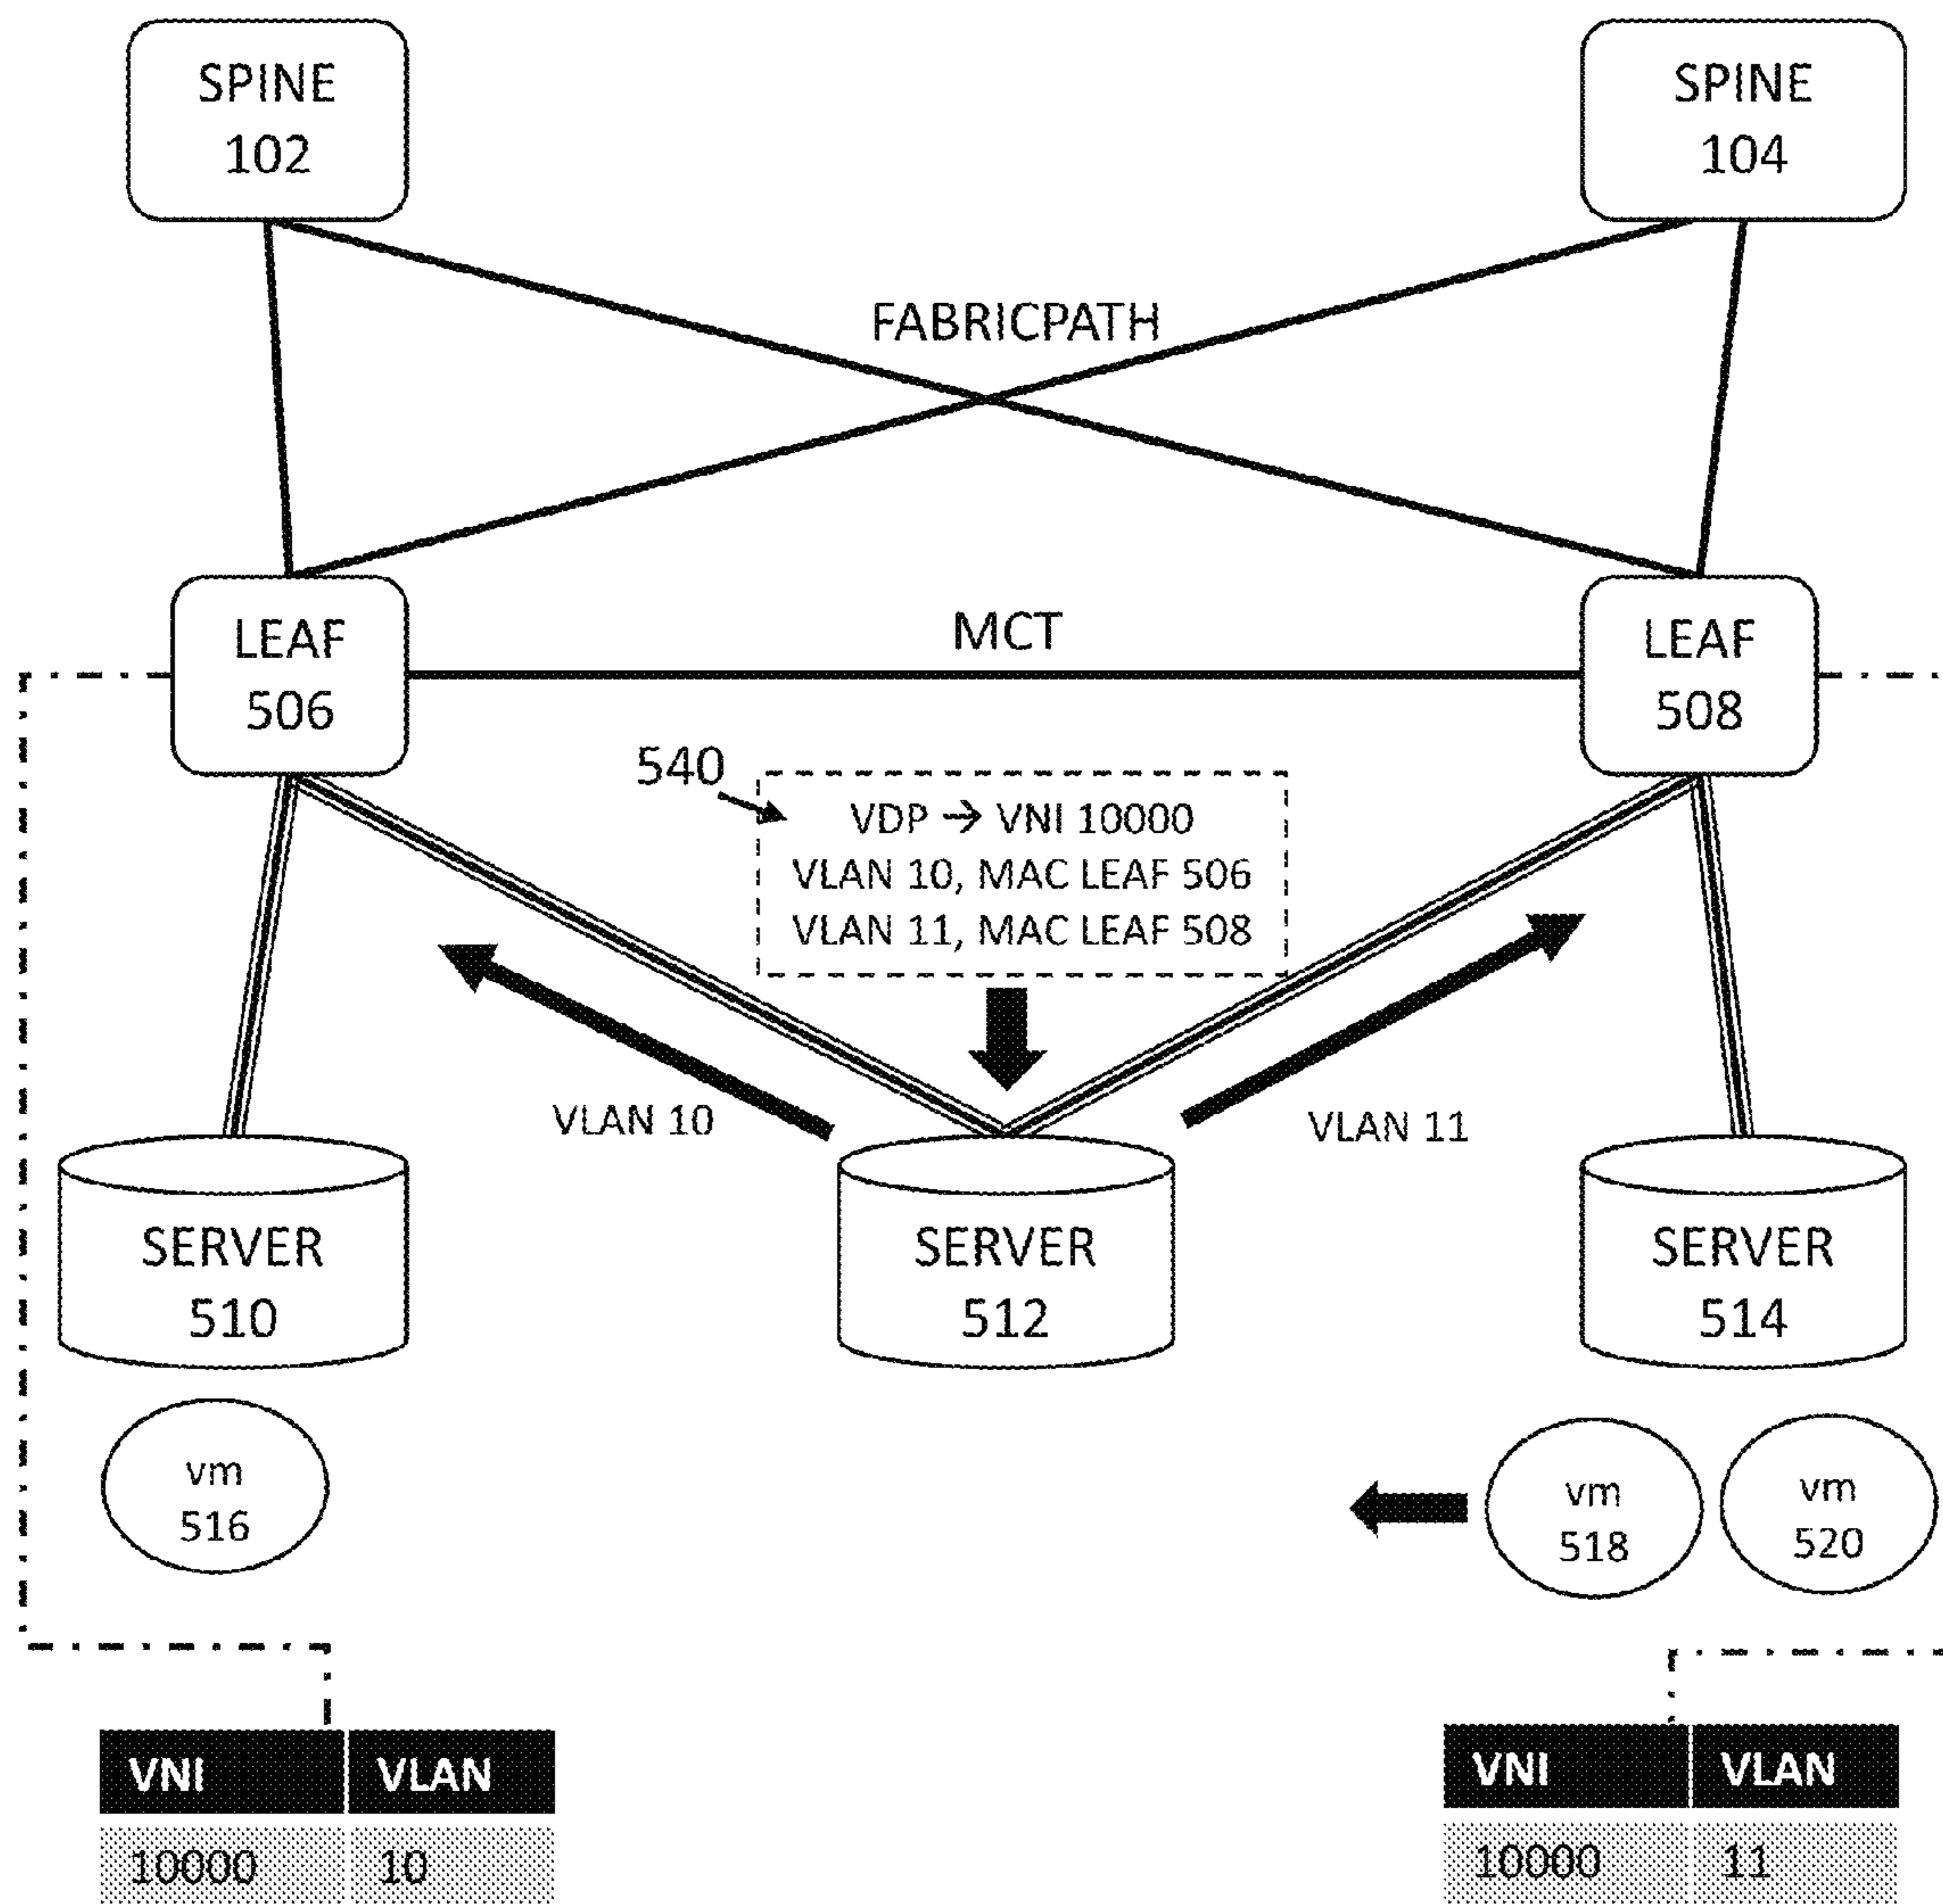 SPINE
102
SPINE
104
FABRICPATH
LEAF
506
MCT
LEAF
508
540
VDP → VNI 10000
VLAN 10, MAC LEAF 506
VLAN 11, MAC LEAF 508
VLAN 10
VLAN 11
SERVER
510
SERVER
512
SERVER
514
vm
516
vm
518
vm
520
VNI VLAN
10000 10
VNI VLAN
10000 11